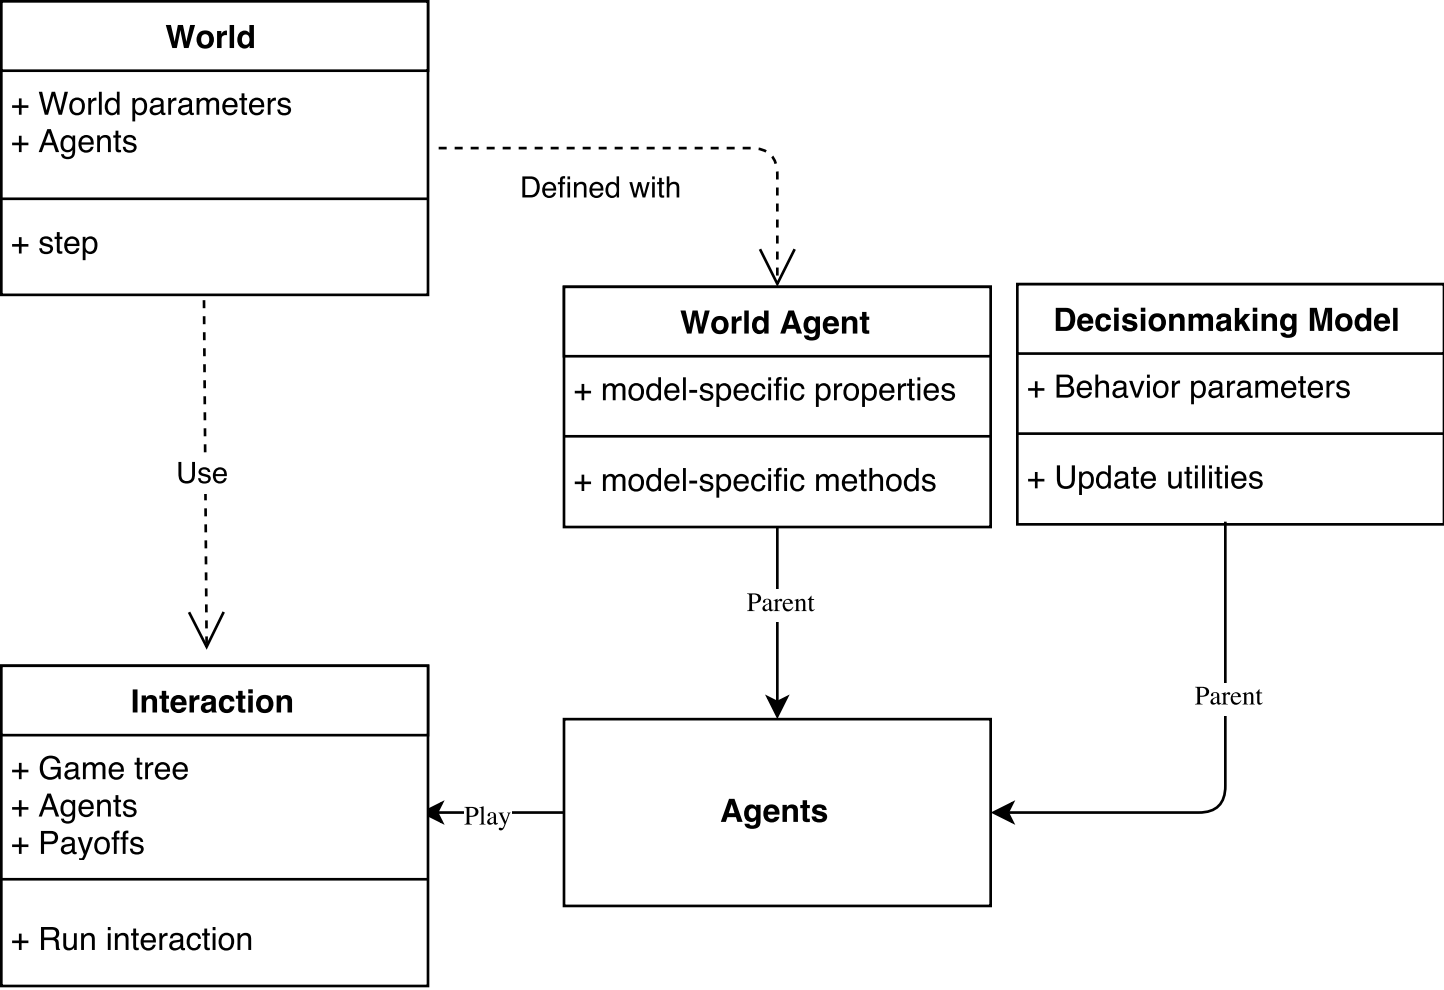 World
+ World parameters
+ Agents
+ step
Defined with
World Agent
+ model-specific properties
+ model-specific methods
Decisionmaking Model
+ Behavior parameters
+ Update utilities
Use
Parent
Parent
Interaction
+ Game tree
+ Agents
+ Payoffs
+ Run interaction
Play
Agents